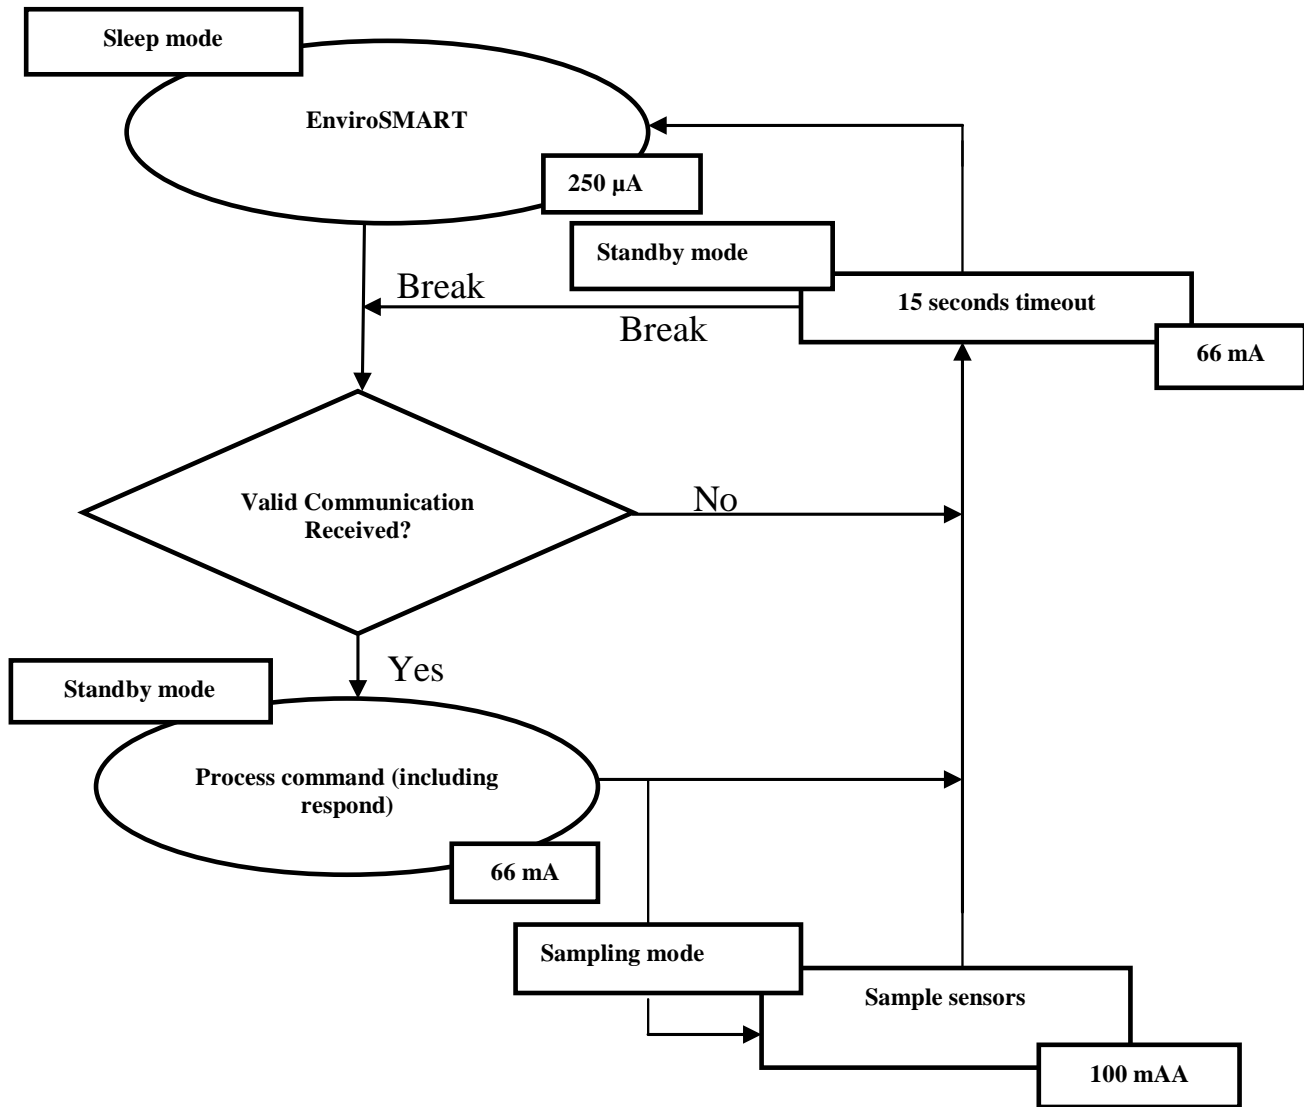 Sleep mode
EnviroSMART
250 µA
Standby mode
15 seconds timeout
66 mA
Break
Break
Valid Communication
Received?
No
Yes
Standby mode
Process command (including
respond)
66 mA
Sampling mode
Sample sensors
100 mAA